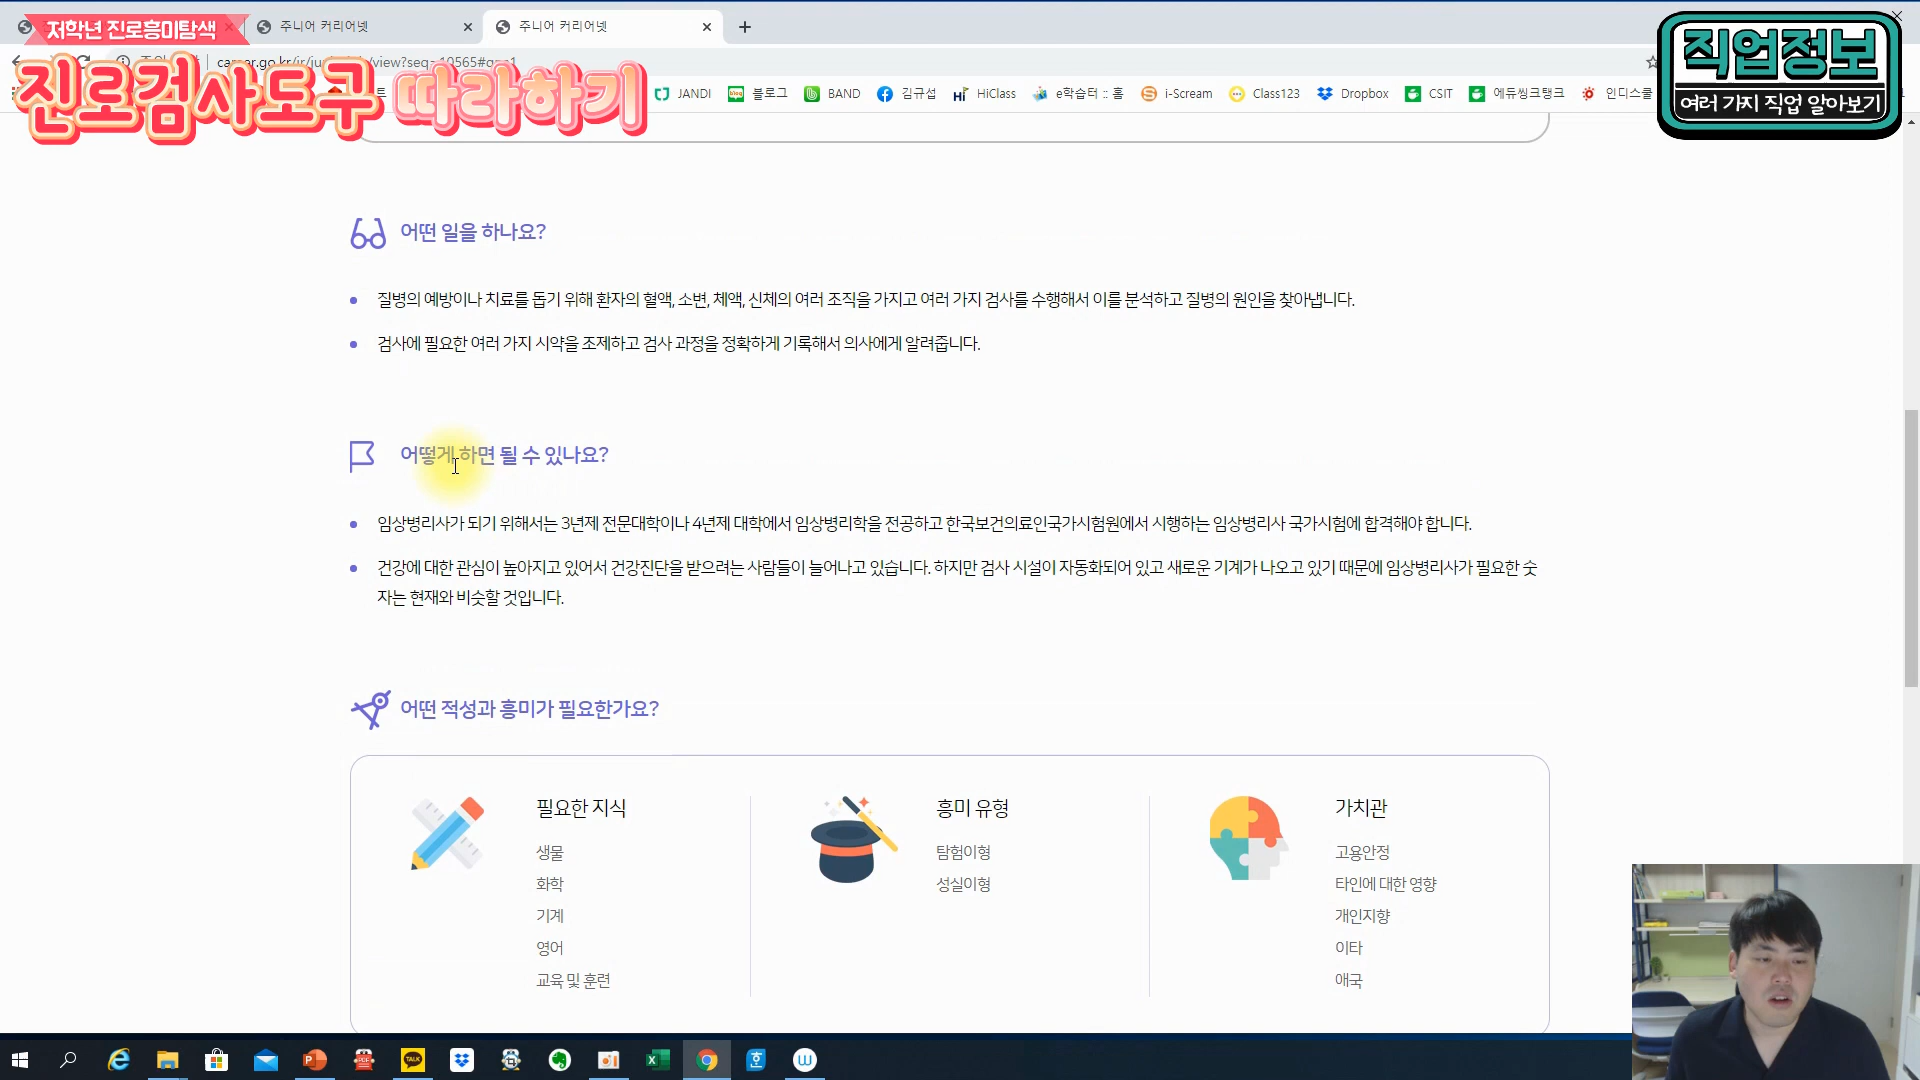 주니어 커리어넷
주니어 커리어넷
저학년 진로흥미탐색
진로검사도구 따라하기
JANDI
블로그
BAND
김규섭
HiClass
e학습터 :: 홈
i-Scream
Class123
Dropbox
CSIT
에듀씽크탱크
인디스쿨
직업정보
여러 가지 직업 알아보기
어떤 일을 하나요?
질병의 예방이나 치료를 돕기 위해 환자의 혈액, 소변, 체액, 신체의 여러 조직을 가지고 여러 가지 검사를 수행해서 이를 분석하고 질병의 원인을 찾아냅니다.
검사에 필요한 여러 가지 시약을 조제하고 검사 과정을 정확하게 기록해서 의사에게 알려줍니다.
어떻게 하면 될 수 있나요?
임상병리사가 되기 위해서는 3년제 전문대학이나 4년제 대학에서 임상병리학을 전공하고 한국보건의료인국가시험원에서 시행하는 임상병리사 국가시험에 합격해야 합니다.
건강에 대한 관심이 높아지고 있어서 건강진단을 받으려는 사람들이 늘어나고 있습니다. 하지만 검사 시설이 자동화되어 있고 새로운 기계가 나오고 있기 때문에 임상병리사가 필요한 숫
자는 현재와 비슷할 것입니다.
어떤 적성과 흥미가 필요한가요?
필요한 지식
생물
화학
기계
영어
교육 및 훈련
흥미 유형
탐험이형
성실이형
가치관
고용안정
타인에 대한 영향
개인지향
이타
애국